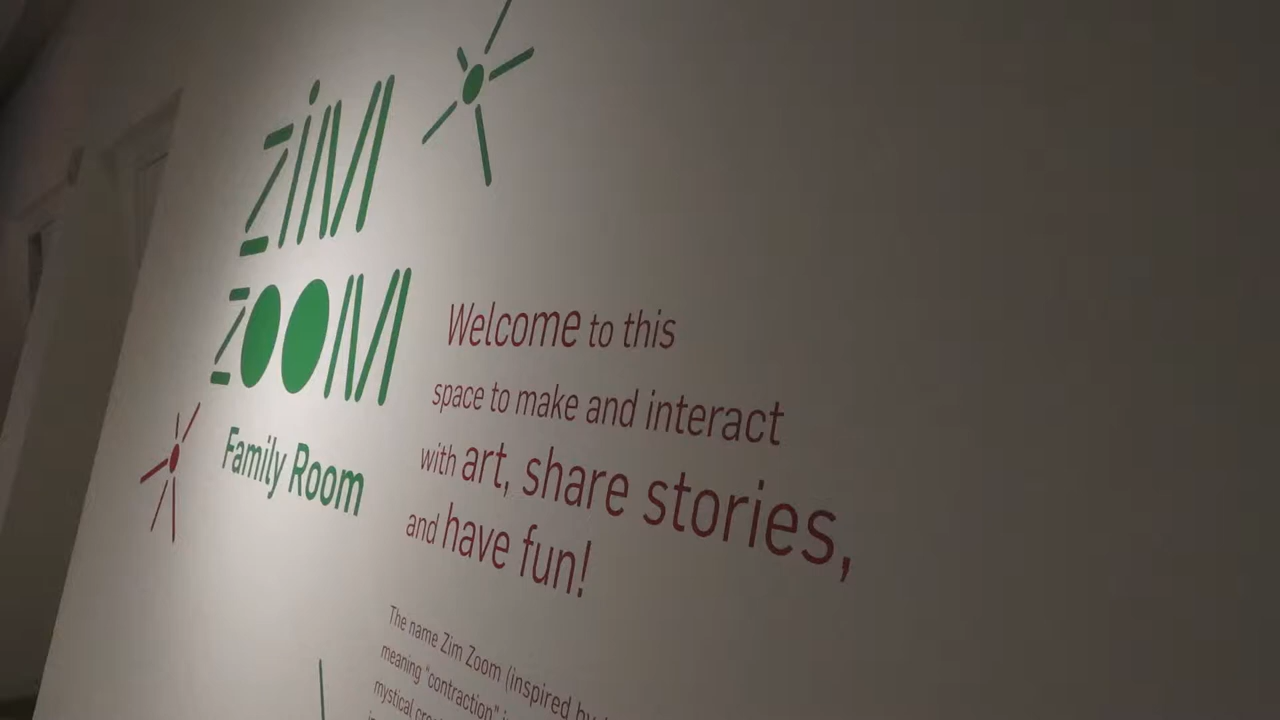 ZiM
ZOOM
Family Room
Welcome to this
space to make and interact
with art, share stories,
and have fun!
The name Zim Zoom (inspired by
meaning "contraction"
mystical